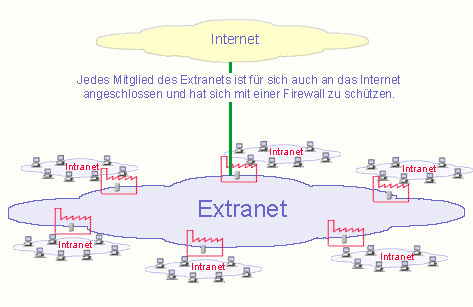 Internet
Jedes Mitglied des Extranets ist für sich auch an das Internet
angeschlossen und hat sich mit einer Firewall zu schützen.
Intranet
Intranet
Intranet
Extranet
Intranet
Intranet
Intranet
Intranet